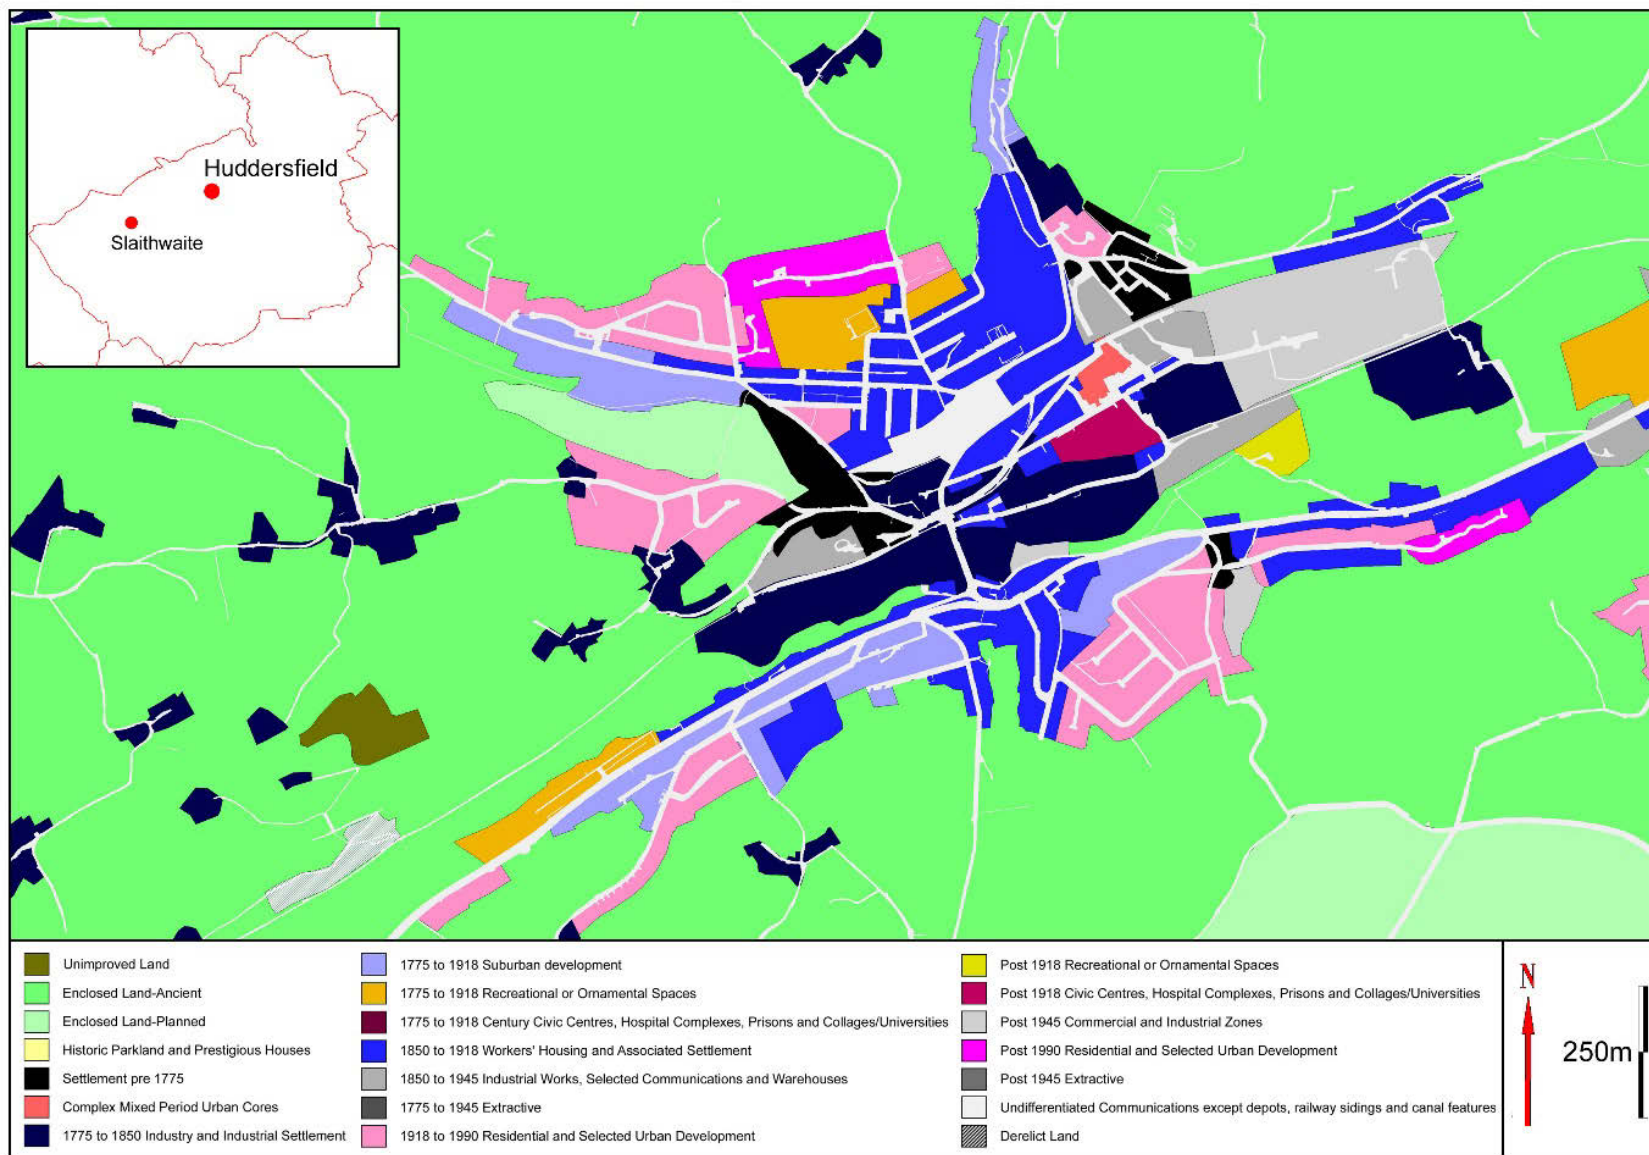 Huddersfield
Slaithwaite
Unimproved Land
Enclosed Land-Ancient
Enclosed Land-Planned
Historic Parkland and Prestigious Houses
Settlement pre 1775
Complex Mixed Period Urban Cores
1775 to 1850 Industry and Industrial Settlement
1775 to 1918 Suburban development
1775 to 1918 Recreational or Ornamental Spaces
1775 to 1918 Century Civic Centres, Hospital Complexes, Prisons and Collages/Universities
1850 to 1918 Workers' Housing and Associated Settlement
1850 to 1945 Industrial Works, Selected Communications and Warehouses
1775 to 1945 Extractive
1918 to 1990 Residential and Selected Urban Development
Post 1918 Recreational or Ornamental Spaces
Post 1918 Civic Centres, Hospital Complexes, Prisons and Collages/Universities
Post 1945 Commercial and Industrial Zones
Post 1990 Residential and Selected Urban Development
Post 1945 Extractive
Undifferentiated Communications except depots, railway sidings and canal features
Derelict Land
N
250m